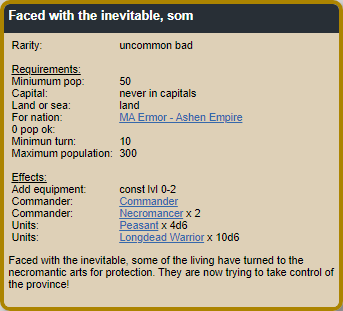 Faced with the inevitable, som
Rarity: uncommon bad
Requirements:
Miniumum pop: 50
Capital: never in capitals
Land or sea: land
For nation: MA Ermor - Ashen Empire
0 pop ok:
Minimun turn: 10
Maximum population: 300
Effects:
Add equipment: const lvl 0-2
Commander: Commander
Commander: Necromancer x 2
Units: Peasant x 4d6
Units: Longdead Warrior x 10d6
Faced with the inevitable, some of the living have turned to the
necromantic arts for protection. They are now trying to take control of
the province!